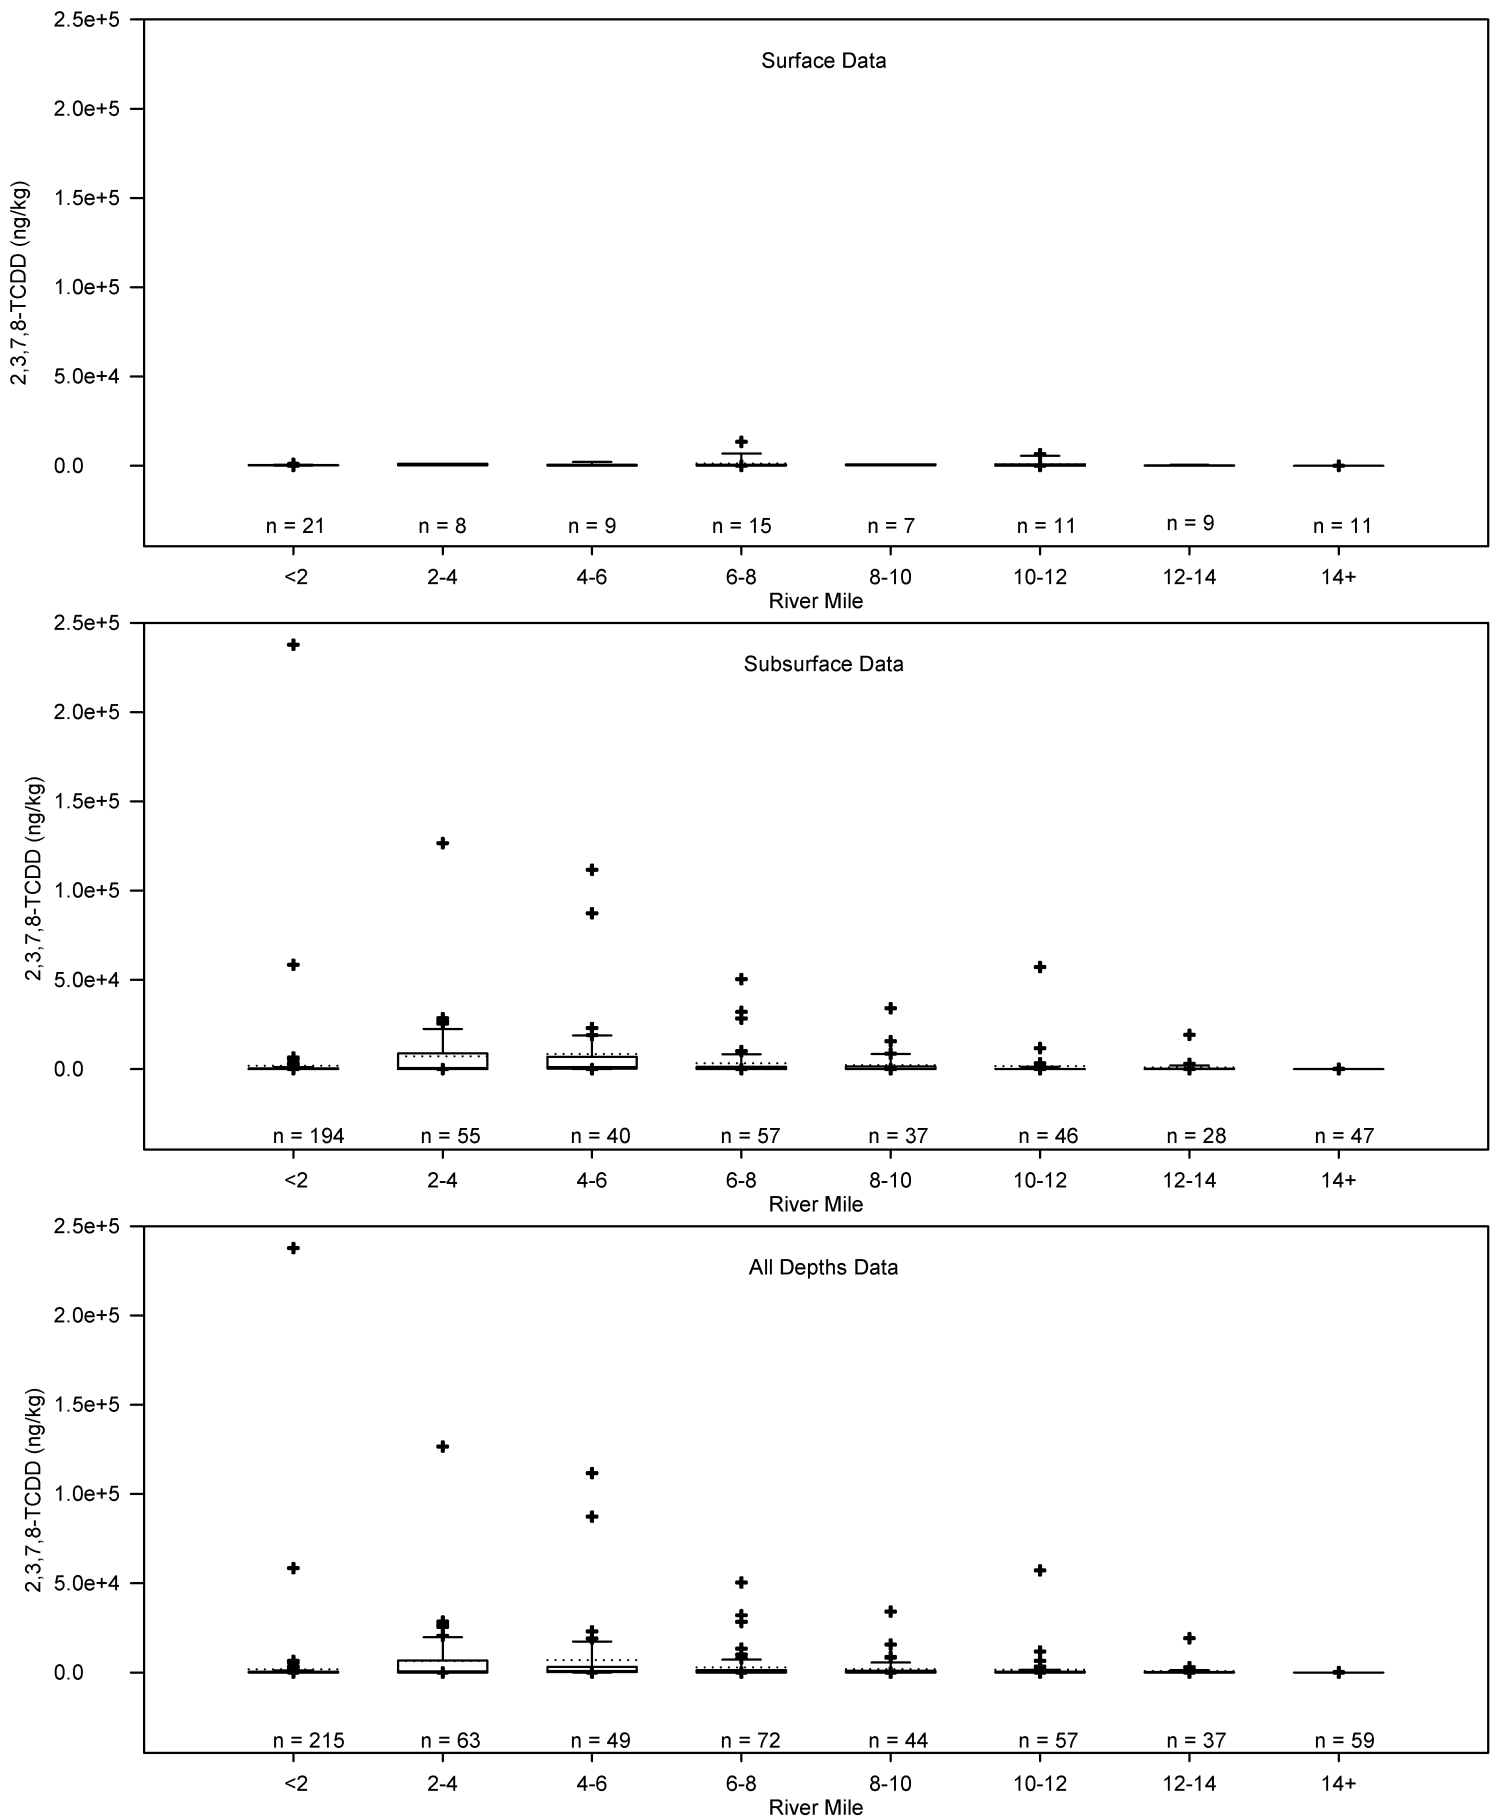 Surface Data
2,3,7,8-TCDD (ng/kg)
2.5e+5
2.0e+5
1.5e+5
1.0e+5
5.0e+4
0.0
n = 21 n = 8 n = 9 n = 15 n = 7 n = 11 n = 9 n = 11
<2 2-4 4-6 6-8 8-10 10-12 12-14 14+
River Mile
Subsurface Data
2,3,7,8-TCDD (ng/kg)
2.5e+5
2.0e+5
1.5e+5
1.0e+5
5.0e+4
0.0
n = 194 n = 55 n = 40 n = 57 n = 37 n = 46 n = 28 n = 47
<2 2-4 4-6 6-8 8-10 10-12 12-14 14+
River Mile
All Depths Data
2,3,7,8-TCDD (ng/kg)
2.5e+5
2.0e+5
1.5e+5
1.0e+5
5.0e+4
0.0
n = 215 n = 63 n = 49 n = 72 n = 44 n = 57 n = 37 n = 59
<2 2-4 4-6 6-8 8-10 10-12 12-14 14+
River Mile